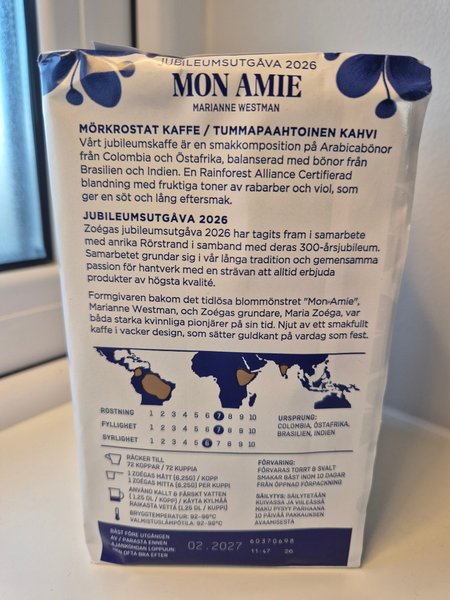 JUBILEUMSUTGÅVA 2026
MON AMIE
MARIANNE WESTMAN
MÖRKROSTAT KAFFE / TUMMAPAAHTOINEN KAHVI
Vårt jubileumskaffe är en smakkomposition på Arabicabönor
från Colombia och Östafrika, balanserad med bönor från
Brasilien och Indien. En Rainforest Alliance Certifierad
blandning med fruktiga toner av rabarber och viol, som
ger en söt och lång eftersmak.
JUBILEUMSUTGÅVA 2026
Zoégas jubileumsutgåva 2026 har tagits fram i samarbete
med anrika Rörstrand i samband med deras 300-årsjubileum.
Samarbetet grundar sig i vår långa tradition och gemensamma
passion för hantverk med en strävan att alltid erbjuda
produkter av högsta kvalité.
Formgivaren bakom det tidlösa blommönstret "Mon-Amie",
Marianne Westman, och Zoégas grundare, Maria Zoéga, var
båda starka kvinnliga pionjärer på sin tid. Njut av ett smakfullt
kaffe i vacker design, som sätter guldkant på vardag som fest.
ROSTNING 1 2 3 4 5 6 7 8 9 10
FYLLIGHET 1 2 3 4 5 6 7 8 9 10
SYRLIGHET 1 2 3 4 5 6 7 8 9 10
URSPRUNG:
COLOMBIA, ÖSTAFRIKA,
BRASILIEN, INDIEN
RÄCKER TILL
72 KOPPAR / 72 KUPPIA
1 ZOÉGAS MÅTT (6,25G) / KOPP
1 ZOÉGAS MITTA (6,25G) PER KUPPI
ANVÄND KALLT & FÄRSKT VATTEN
(1,25 DL / KOPP) / KÄYTÄ KYLMÄÄ
RAIKASTA VETTÄ (1,25 DL / KUPPI)
BRYGGTEMPERATUR: 92-96°C
VALMISTUSLÄMPÖTILA: 92-96°C
FÖRVARING:
FÖRVARAS TORRT & SVALT
SMAKAR BÄST INOM 10 DAGAR
FRÅN ÖPPNAD FÖRPACKNING
SÄILYTYS: SÄILYTETÄÄN
KUIVASSA JA VIILEÄSSÄ
MAKU PYSYY PARHAANA
10 PÄIVÄÄ PAKKAUKSEN
AVAAMISESTA
BÄST FÖRE UTGÅNGEN
AV / PARASTA ENNEN
AJANKOHDAN LOPPUUN
MEN OFTA BRA EFTER
02.2027
60370698
11:47 26